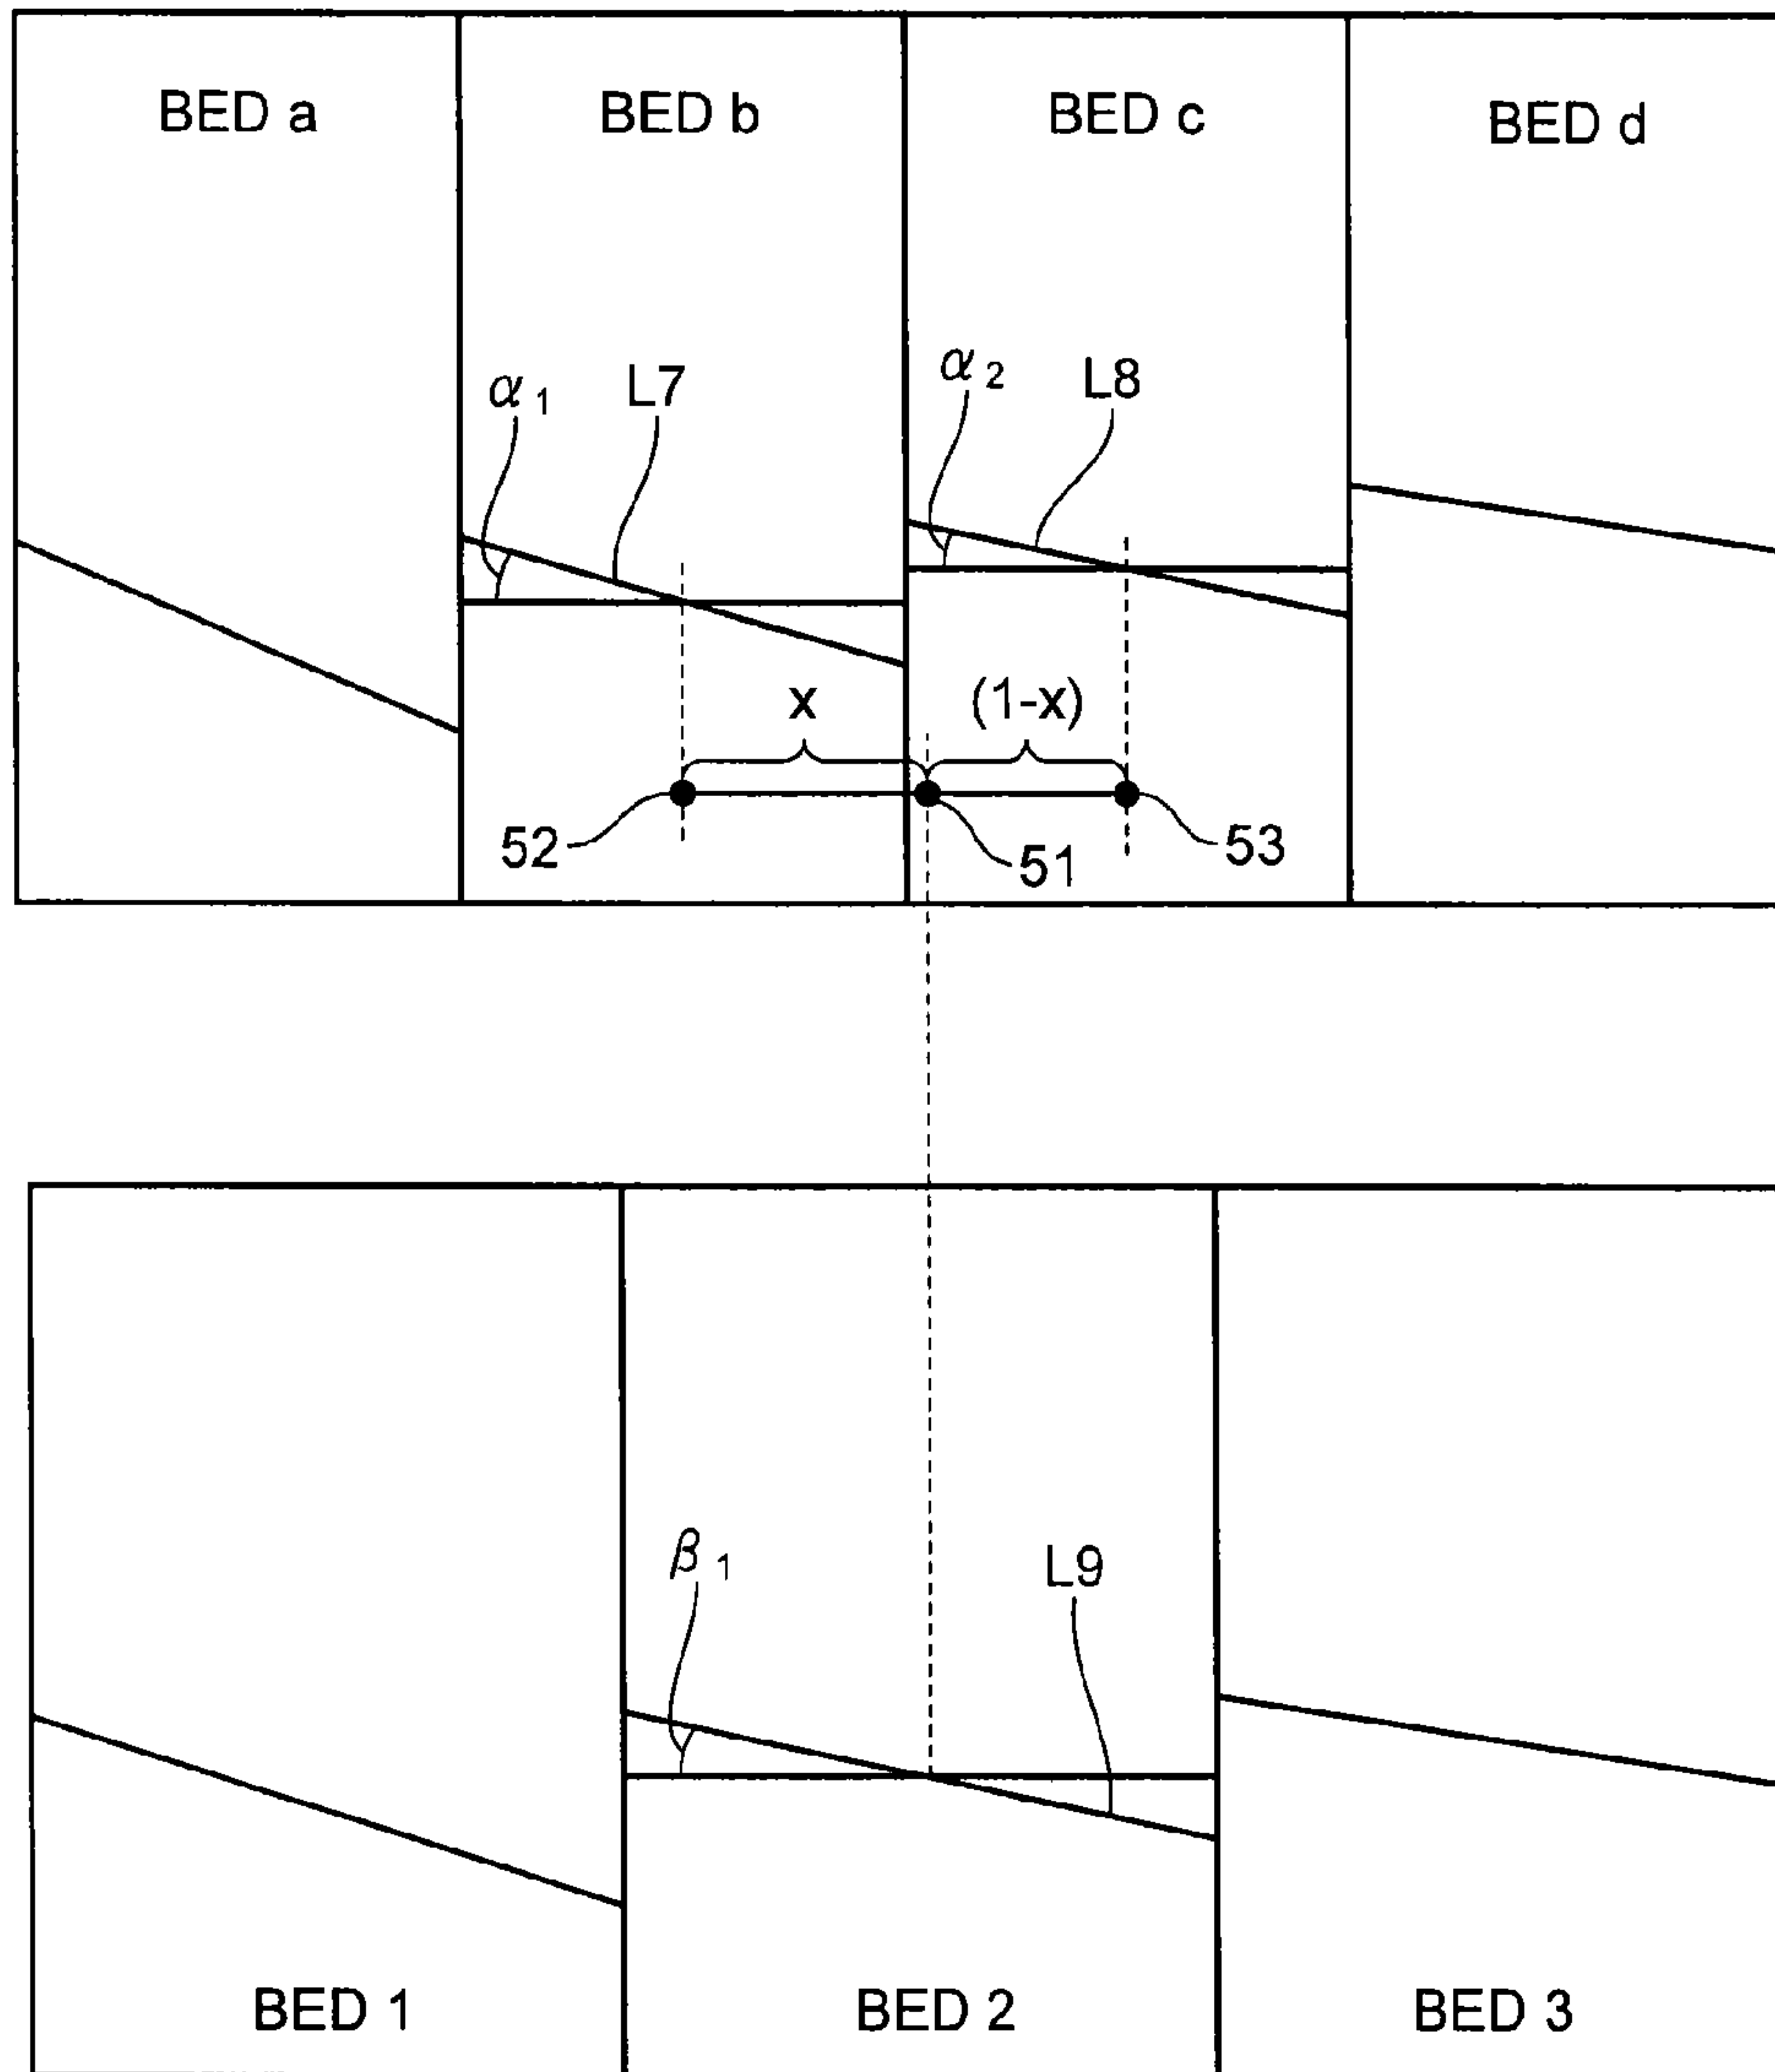 BED a BED b BED c BED d
α1 L7 α2 L8
x (1-x)
52 51 53
β1 L9
BED 1 BED 2 BED 3